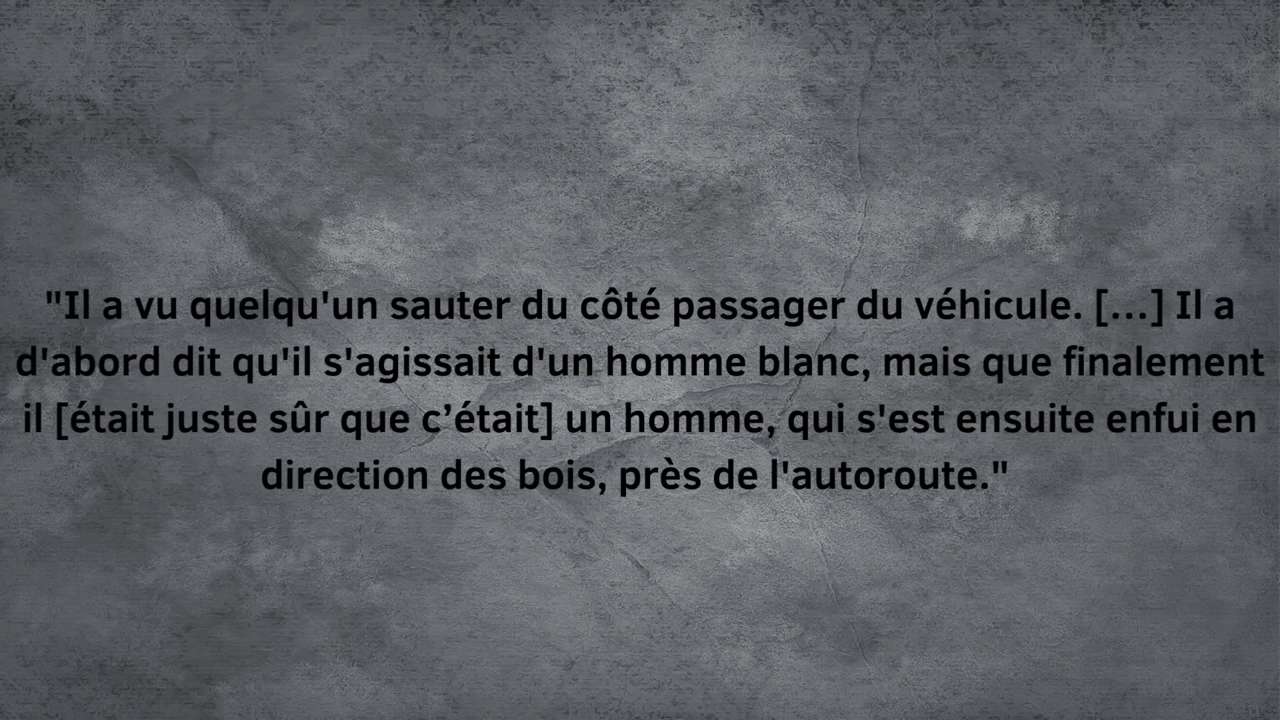 "Il a vu quelqu'un sauter du côté passager du véhicule. [...] Il a
d'abord dit qu'il s'agissait d'un homme blanc, mais que finalement
il [était juste sûr que c’était] un homme, qui s'est ensuite enfui en
direction des bois, près de l'autoroute."